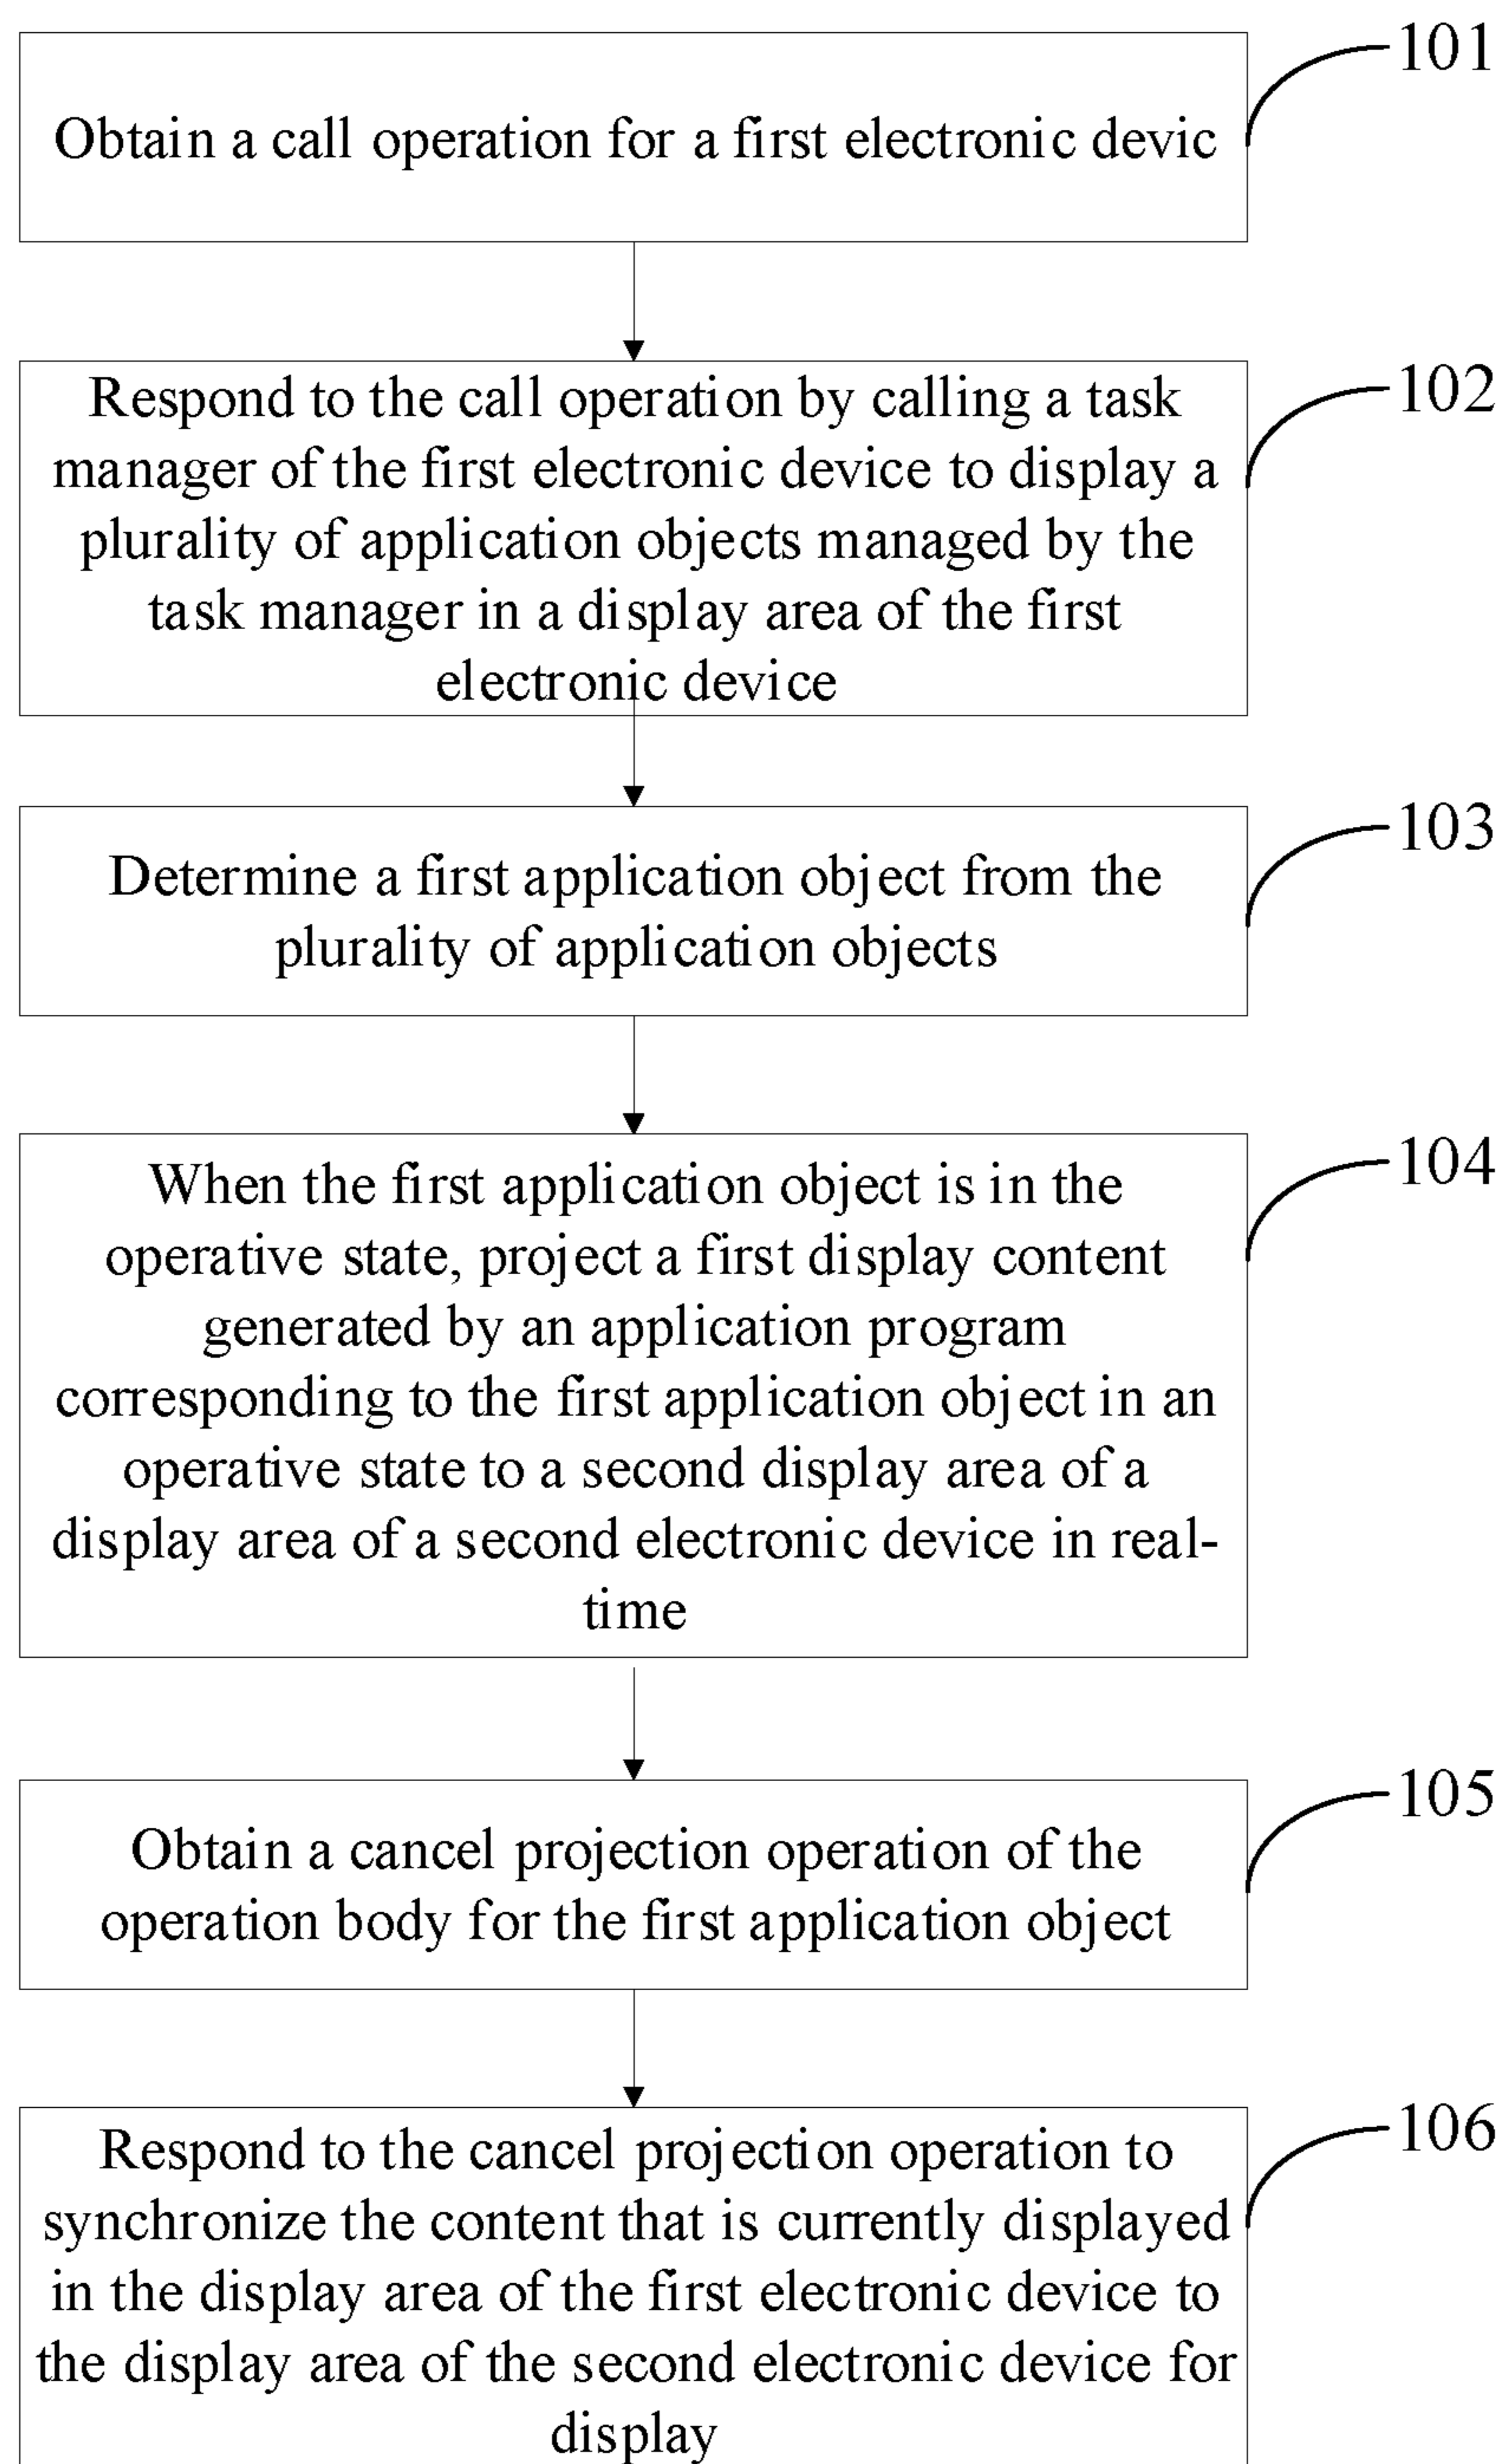 101
Obtain a call operation for a first electronic devic
102
Respond to the call operation by calling a task
manager of the first electronic device to display a
plurality of application objects managed by the
task manager in a display area of the first
electronic device
103
Determine a first application object from the
plurality of application objects
104
When the first application object is in the
operative state, project a first display content
generated by an application program
corresponding to the first application object in an
operative state to a second display area of a
display area of a second electronic device in real-
time
105
Obtain a cancel projection operation of the
operation body for the first application object
106
Respond to the cancel projection operation to
synchronize the content that is currently displayed
in the display area of the first electronic device to
the display area of the second electronic device for
display